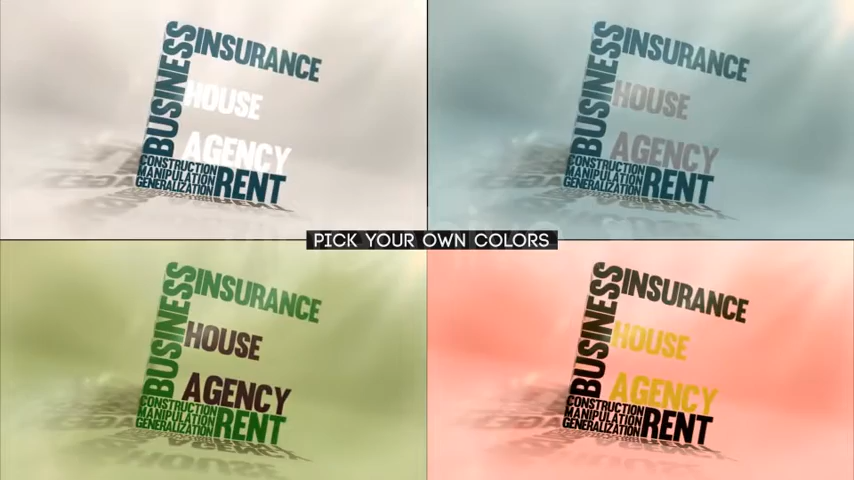 BUSINESS
INSURANCE
HOUSE
AGENCY
CONSTRUCTION
MANIPULATION
GENERALIZATION
RENT
BUSINESS
INSURANCE
HOUSE
AGENCY
CONSTRUCTION
MANIPULATION
GENERALIZATION
RENT
PICK YOUR OWN COLORS
BUSINESS
INSURANCE
HOUSE
AGENCY
CONSTRUCTION
MANIPULATION
GENERALIZATION
RENT
BUSINESS
INSURANCE
HOUSE
AGENCY
CONSTRUCTION
MANIPULATION
GENERALIZATION
RENT